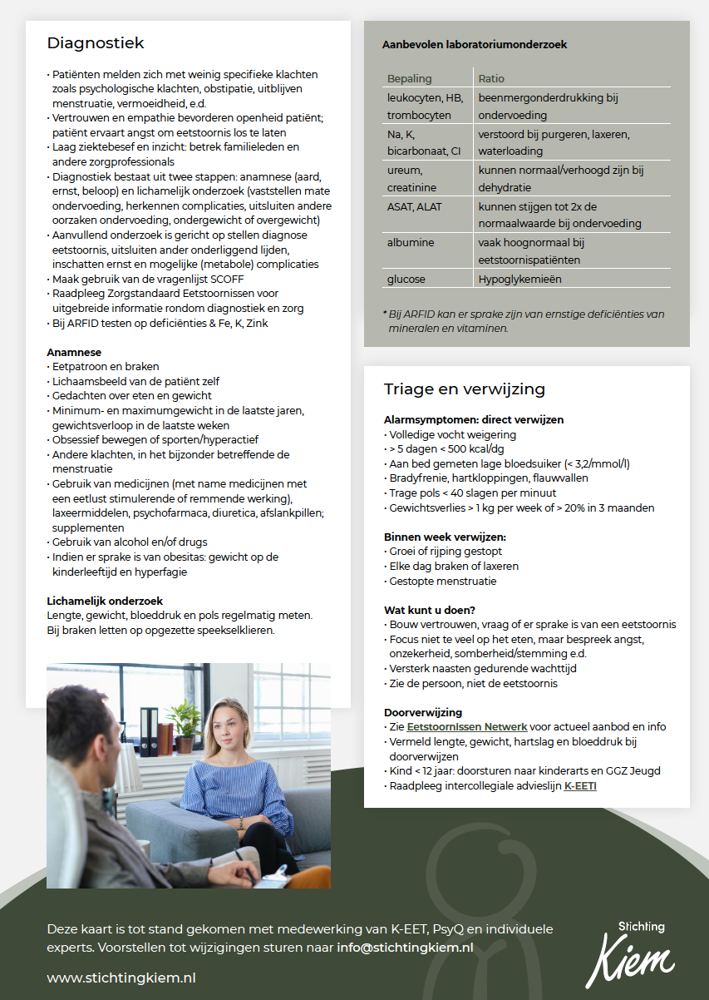 Diagnostiek
• Patiënten melden zich met weinig specifieke klachten
zoals psychologische klachten, obstipatie, uitblijven
menstruatie, vermoeidheid, e.d.
• Vertrouwen en empathie bevorderen openheid patiënt;
patiënt ervaart angst om eetstoornis los te laten
• Laag ziektebesef en inzicht: betrek familieleden en
andere zorgprofessionals
• Diagnostiek bestaat uit twee stappen: anamnese (aard,
ernst, beloop) en lichamelijk onderzoek (vaststellen mate
ondervoeding, herkennen complicaties, uitsluiten andere
oorzaken ondervoeding, ondergewicht of overgewicht)
• Aanvullend onderzoek is gericht op stellen diagnose
eetstoornis, uitsluiten ander onderliggend lijden,
inschatten ernst en mogelijke (metabole) complicaties
• Maak gebruik van de vragenlijst SCOFF
• Raadpleeg Zorgstandaard Eetstoornissen voor
uitgebreide informatie rondom diagnostiek en zorg
• Bij ARFID testen op deficiënties & Fe, K, Zink
Anamnese
• Eetpatroon en braken
• Lichaamsbeeld van de patiënt zelf
• Gedachten over eten en gewicht
• Minimum- en maximumgewicht in de laatste jaren,
gewichtsverloop in de laatste weken
• Obsessief bewegen of sporten/hyperactief
• Andere klachten, in het bijzonder betreffende de
menstruatie
• Gebruik van medicijnen (met name medicijnen met
een eetlust stimulerende of remmende werking),
laxeermiddelen, psychofarmaca, diuretica, afslankpillen;
supplementen
• Gebruik van alcohol en/of drugs
• Indien er sprake is van obesitas: gewicht op de
kinderleeftijd en hyperfagie
Lichamelijk onderzoek
Lengte, gewicht, bloeddruk en pols regelmatig meten.
Bij braken letten op opgezette speekselklieren.
Aanbevolen laboratoriumonderzoek
Bepaling Ratio
leukocyten, HB, beenmergonderdrukking bij
trombocyten ondervoeding
Na, K, verstoord bij purgeren, laxeren,
bicarbonaat, Cl waterloading
ureum, kunnen normaal/verhoogd zijn bij
creatinine dehydratie
ASAT, ALAT kunnen stijgen tot 2x de
normaalwaarde bij ondervoeding
albumine vaak hoognormaal bij
eetstoornispatiënten
glucose Hypoglykemieën
* Bij ARFID kan er sprake zijn van ernstige deficiënties van
mineralen en vitaminen.
Triage en verwijzing
Alarmsymptomen: direct verwijzen
• Volledige vocht weigering
• > 5 dagen < 500 kcal/dg
• Aan bed gemeten lage bloedsuiker (< 3,2/mmol/l)
• Bradyfrenie, hartkloppingen, flauwvallen
• Trage pols < 40 slagen per minuut
• Gewichtsverlies > 1 kg per week of > 20% in 3 maanden
Binnen week verwijzen:
• Groei of rijping gestopt
• Elke dag braken of laxeren
• Gestopte menstruatie
Wat kunt u doen?
• Bouw vertrouwen, vraag of er sprake is van een eetstoornis
• Focus niet te veel op het eten, maar bespreek angst,
onzekerheid, somberheid/stemming e.d.
• Versterk naasten gedurende wachttijd
• Zie de persoon, niet de eetstoornis
Doorverwijzing
• Zie Eetstoornissen Netwerk voor actueel aanbod en info
• Vermeld lengte, gewicht, hartslag en bloeddruk bij
doorverwijzen
• Kind < 12 jaar: doorsturen naar kinderarts en GGZ Jeugd
• Raadpleeg intercollegiale advieslijn K-EET!
Deze kaart is tot stand gekomen met medewerking van K-EET, PsyQ en individuele
experts. Voorstellen tot wijzigingen sturen naar info@stichtingkiem.nl
www.stichtingkiem.nl
Stichting
Kiem